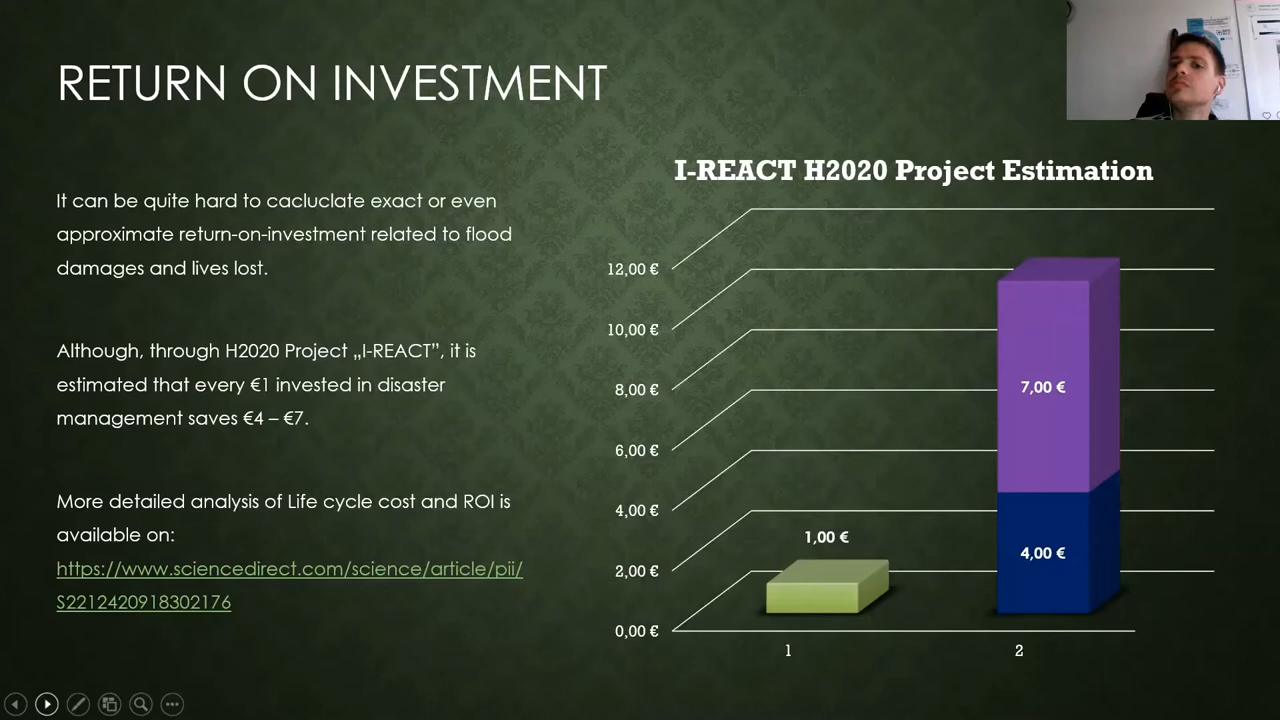 RETURN ON INVESTMENT
It can be quite hard to cacluclate exact or even
approximate return-on-investment related to flood
damages and lives lost.
Although, through H2020 Project „I-REACT”, it is
estimated that every €1 invested in disaster
management saves €4 – €7.
More detailed analysis of Life cycle cost and ROI is
available on:
https://www.sciencedirect.com/science/article/pii/
S2212420918302176
I-REACT H2020 Project Estimation
12,00 €
10,00 €
8,00 €
6,00 €
4,00 €
2,00 €
0,00 €
1,00 €
7,00 €
4,00 €
1
2